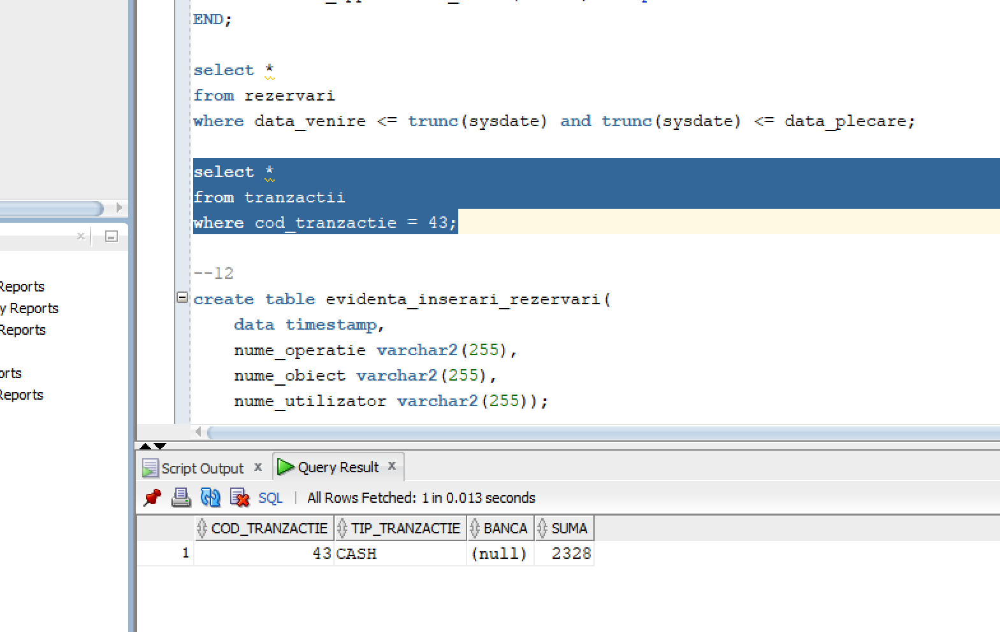 END;
select *
from rezervari
where data_venire <= trunc(sysdate) and trunc(sysdate) <= data_plecare;
select *
from tranzactii
where cod_tranzactie = 43;
--12
create table evidenta_inserari_rezervari(
data timestamp,
nume_operatie varchar2(255),
nume_obiect varchar2(255),
nume_utilizator varchar2(255));
Reports
y Reports
Reports
orts
Reports
Script Output x
Query Result x
SQL | All Rows Fetched: 1 in 0.013 seconds
COD_TRANZACTIE TIP_TRANZACTIE BANCA SUMA
1 43 CASH (null) 2328